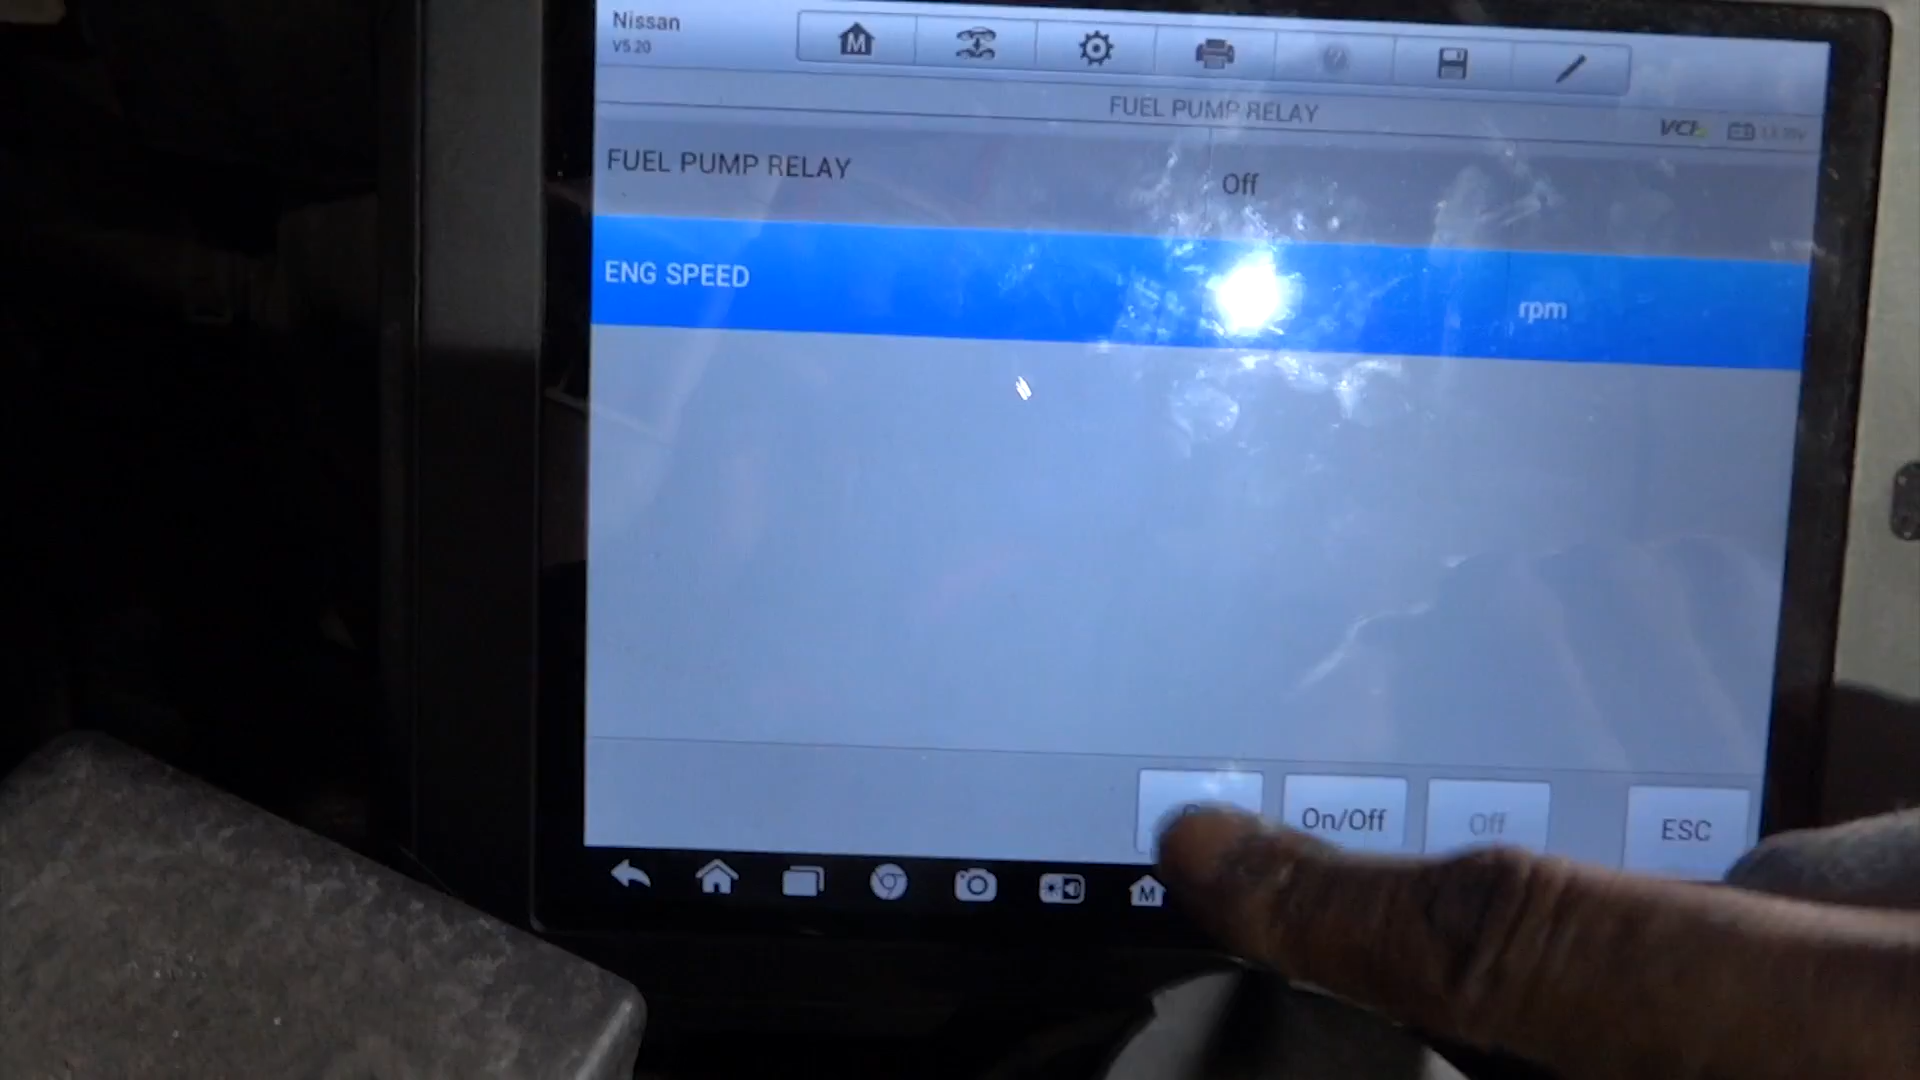 Nissan
V5.20
M
FUEL PUMP RELAY
VCI
FUEL PUMP RELAY Off
ENG SPEED rpm
On/Off Off ESC
M